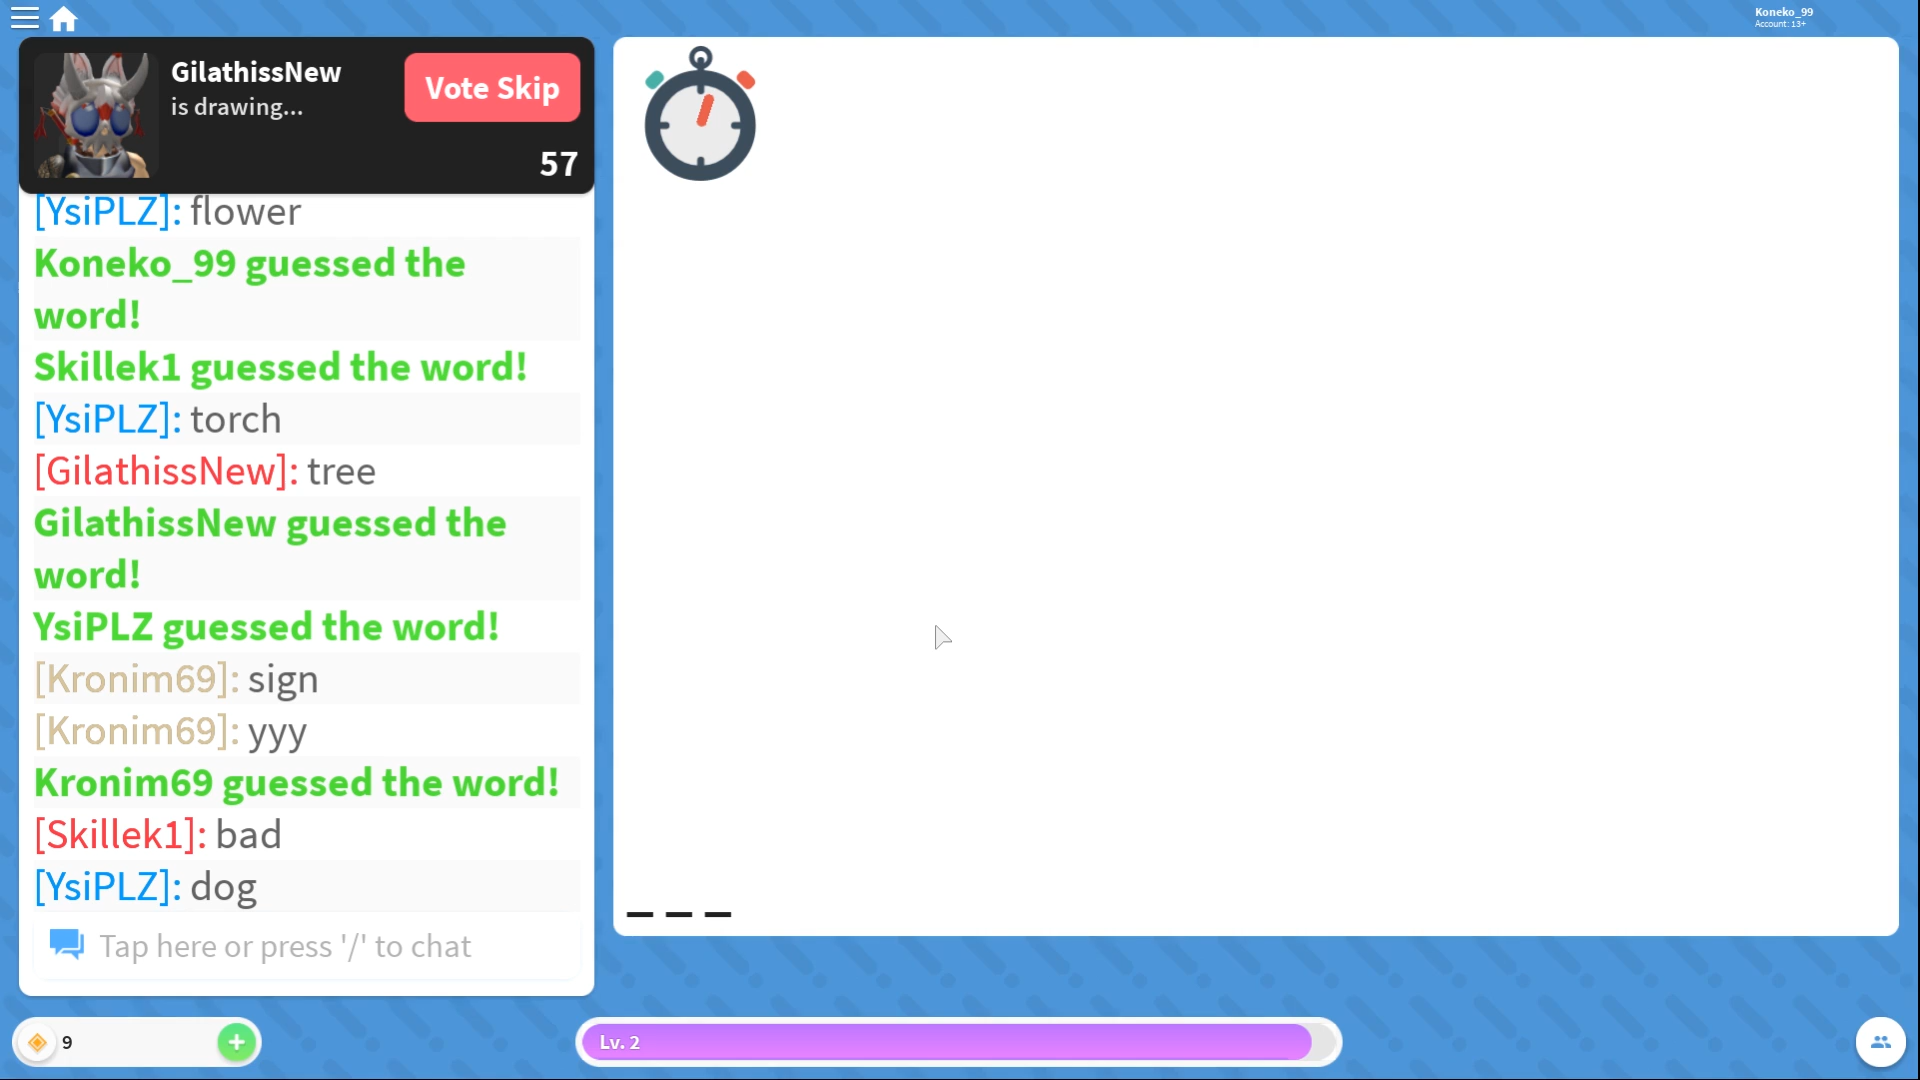 Koneko_99
Account: 13+
GilathissNew
is drawing...
Vote Skip
57
[YsiPLZ]: flower
Koneko_99 guessed the
word!
Skillek1 guessed the word!
[YsiPLZ]: torch
[GilathissNew]: tree
GilathissNew guessed the
word!
YsiPLZ guessed the word!
[Kronim69]: sign
[Kronim69]: yyy
Kronim69 guessed the word!
[Skillek1]: bad
[YsiPLZ]: dog
Tap here or press '/' to chat
_ _ _
9
Lv. 2